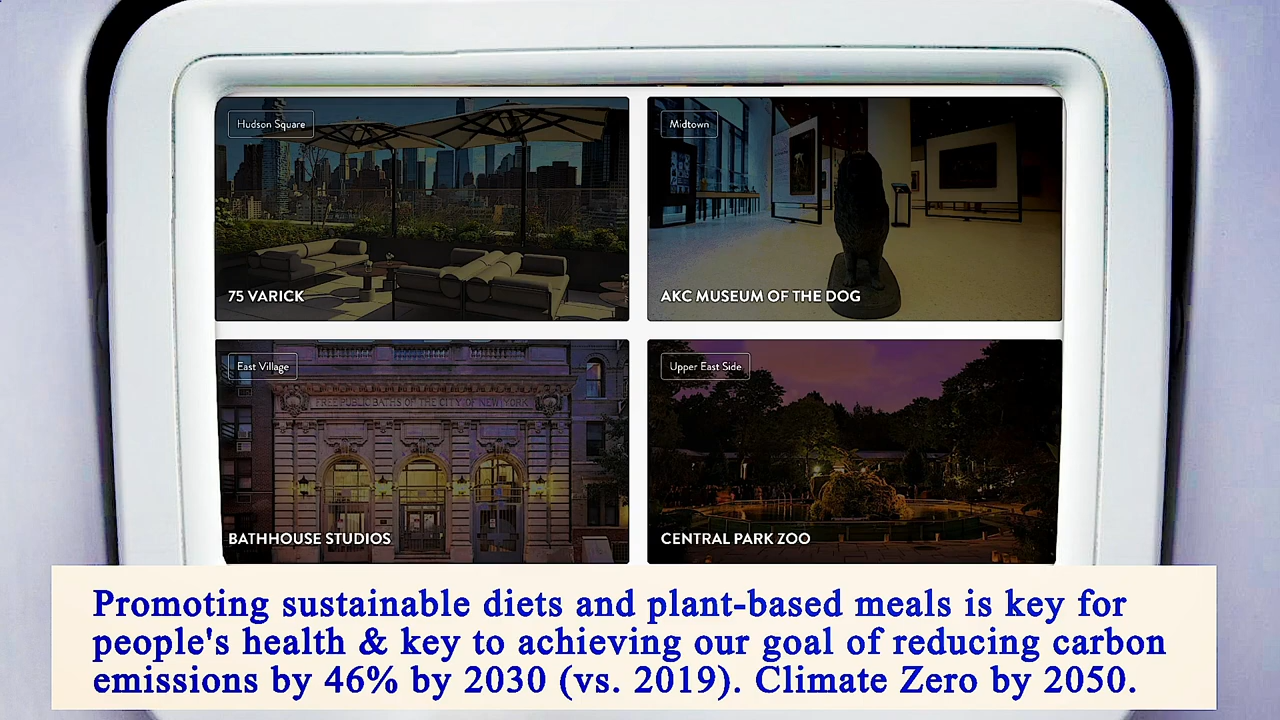 Hudson Square
75 VARICK
Midtown
AKC MUSEUM OF THE DOG
East Village
FREE PUBLIC BATHS OF THE CITY OF NEW YORK
BATHHOUSE STUDIOS
Upper East Side
CENTRAL PARK ZOO
Promoting sustainable diets and plant-based meals is key for
people's health & key to achieving our goal of reducing carbon
emissions by 46% by 2030 (vs. 2019). Climate Zero by 2050.